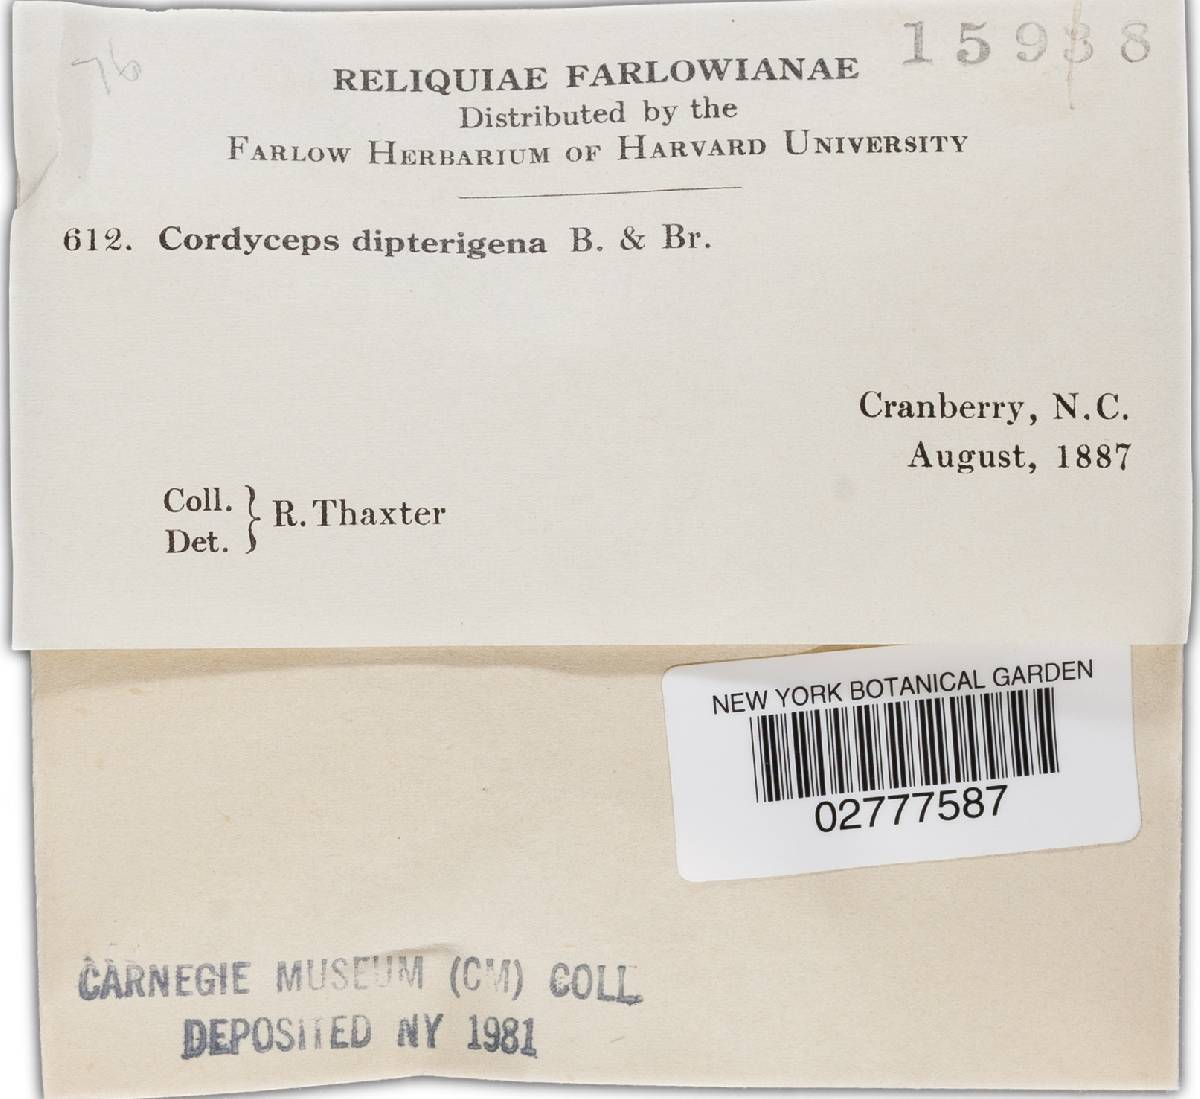 76
15938
RELIQUIAE FARLOWIANAE
Distributed by the
FARLOW HERBARIUM OF HARVARD UNIVERSITY
612. Cordyceps dipterigena B. & Br.
Cranberry, N.C.
August, 1887
Coll.
Det. } R. Thaxter
NEW YORK BOTANICAL GARDEN
02777587
CARNEGIE MUSEUM (CM) COLL
DEPOSITED NY 1981